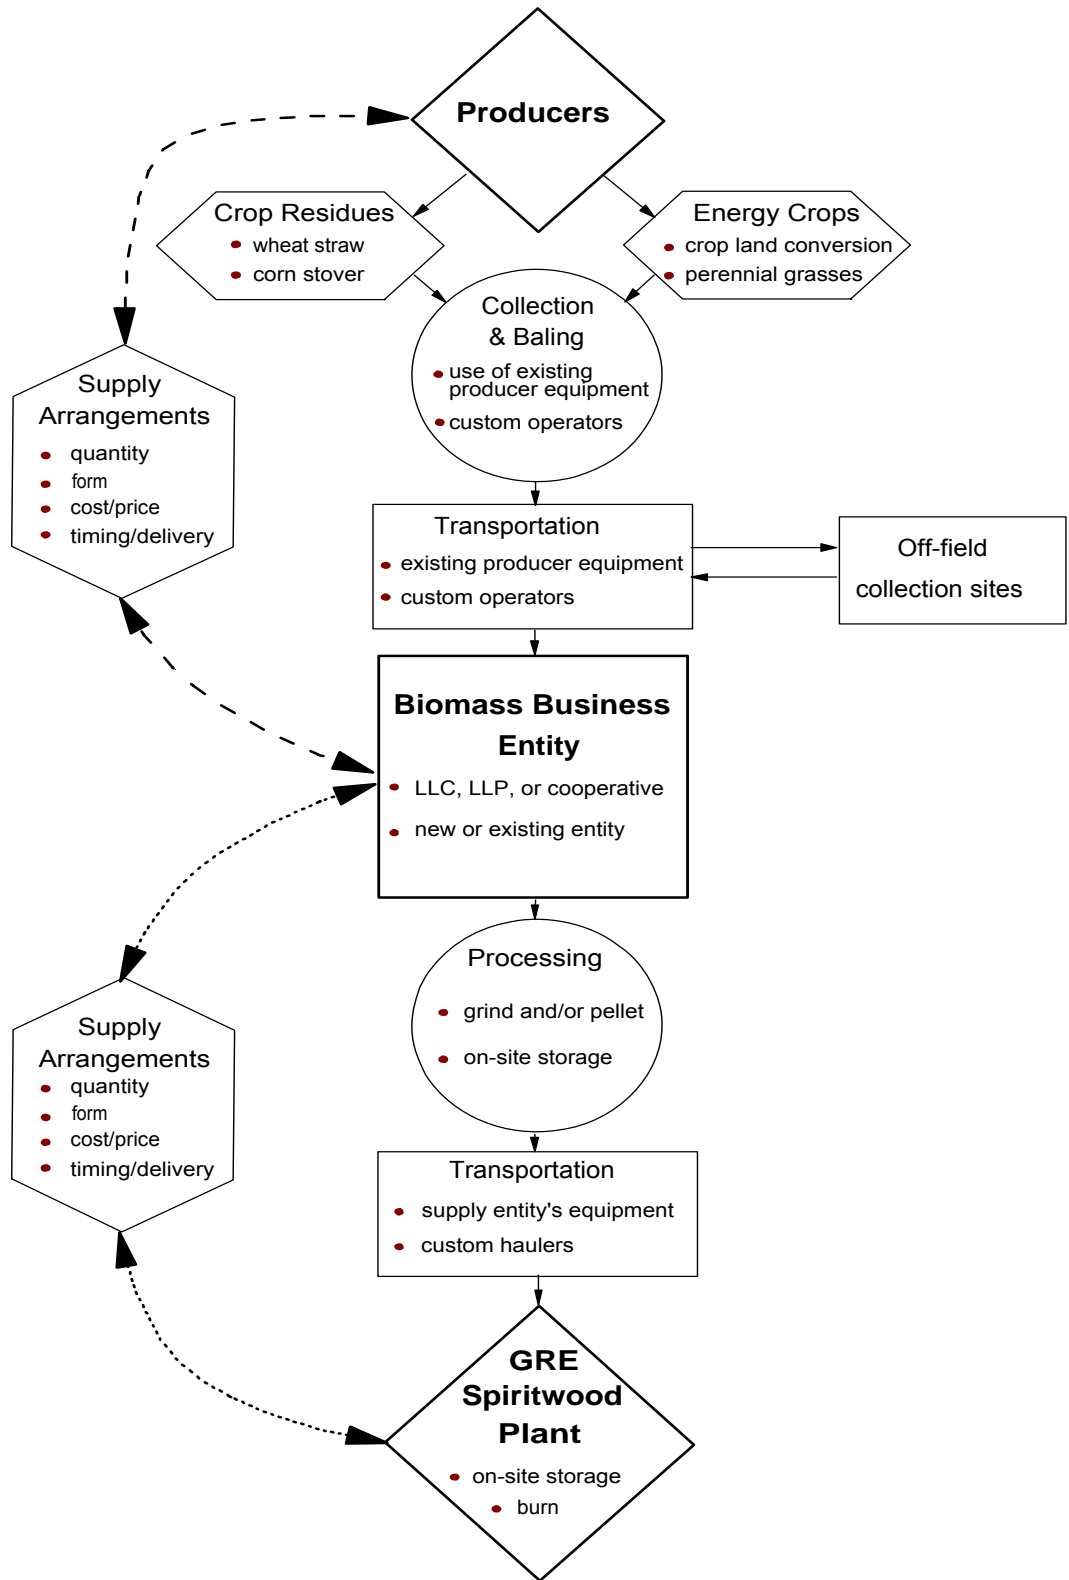 Producers
Crop Residues
wheat straw
corn stover
Energy Crops
crop land conversion
perennial grasses
Collection
& Baling
use of existing
producer equipment
custom operators
Supply
Arrangements
quantity
form
cost/price
timing/delivery
Transportation
existing producer equipment
custom operators
Off-field
collection sites
Biomass Business
Entity
LLC, LLP, or cooperative
new or existing entity
Processing
grind and/or pellet
on-site storage
Supply
Arrangements
quantity
form
cost/price
timing/delivery
Transportation
supply entity's equipment
custom haulers
GRE
Spiritwood
Plant
on-site storage
burn